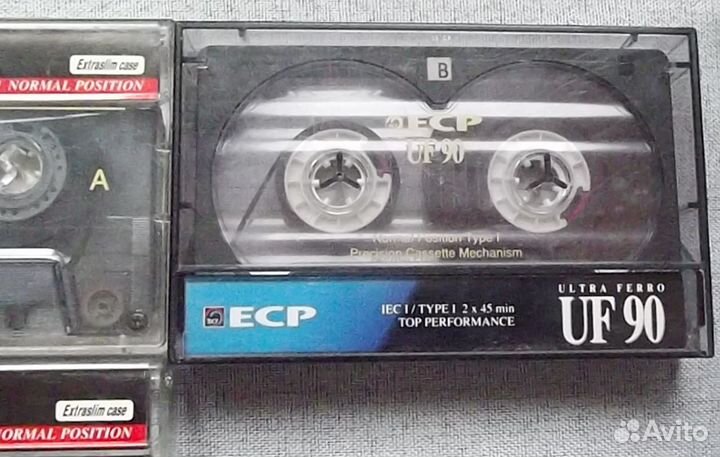 Extraslim case
NORMAL POSITION
A
B
ECP
UF 90
Normal Position Type I
Precision Cassette Mechanism
ECP
IEC I / TYPE I 2 x 45 min
TOP PERFORMANCE
ULTRA FERRO
UF 90
Extraslim case
ORMAL POSITION
Avito